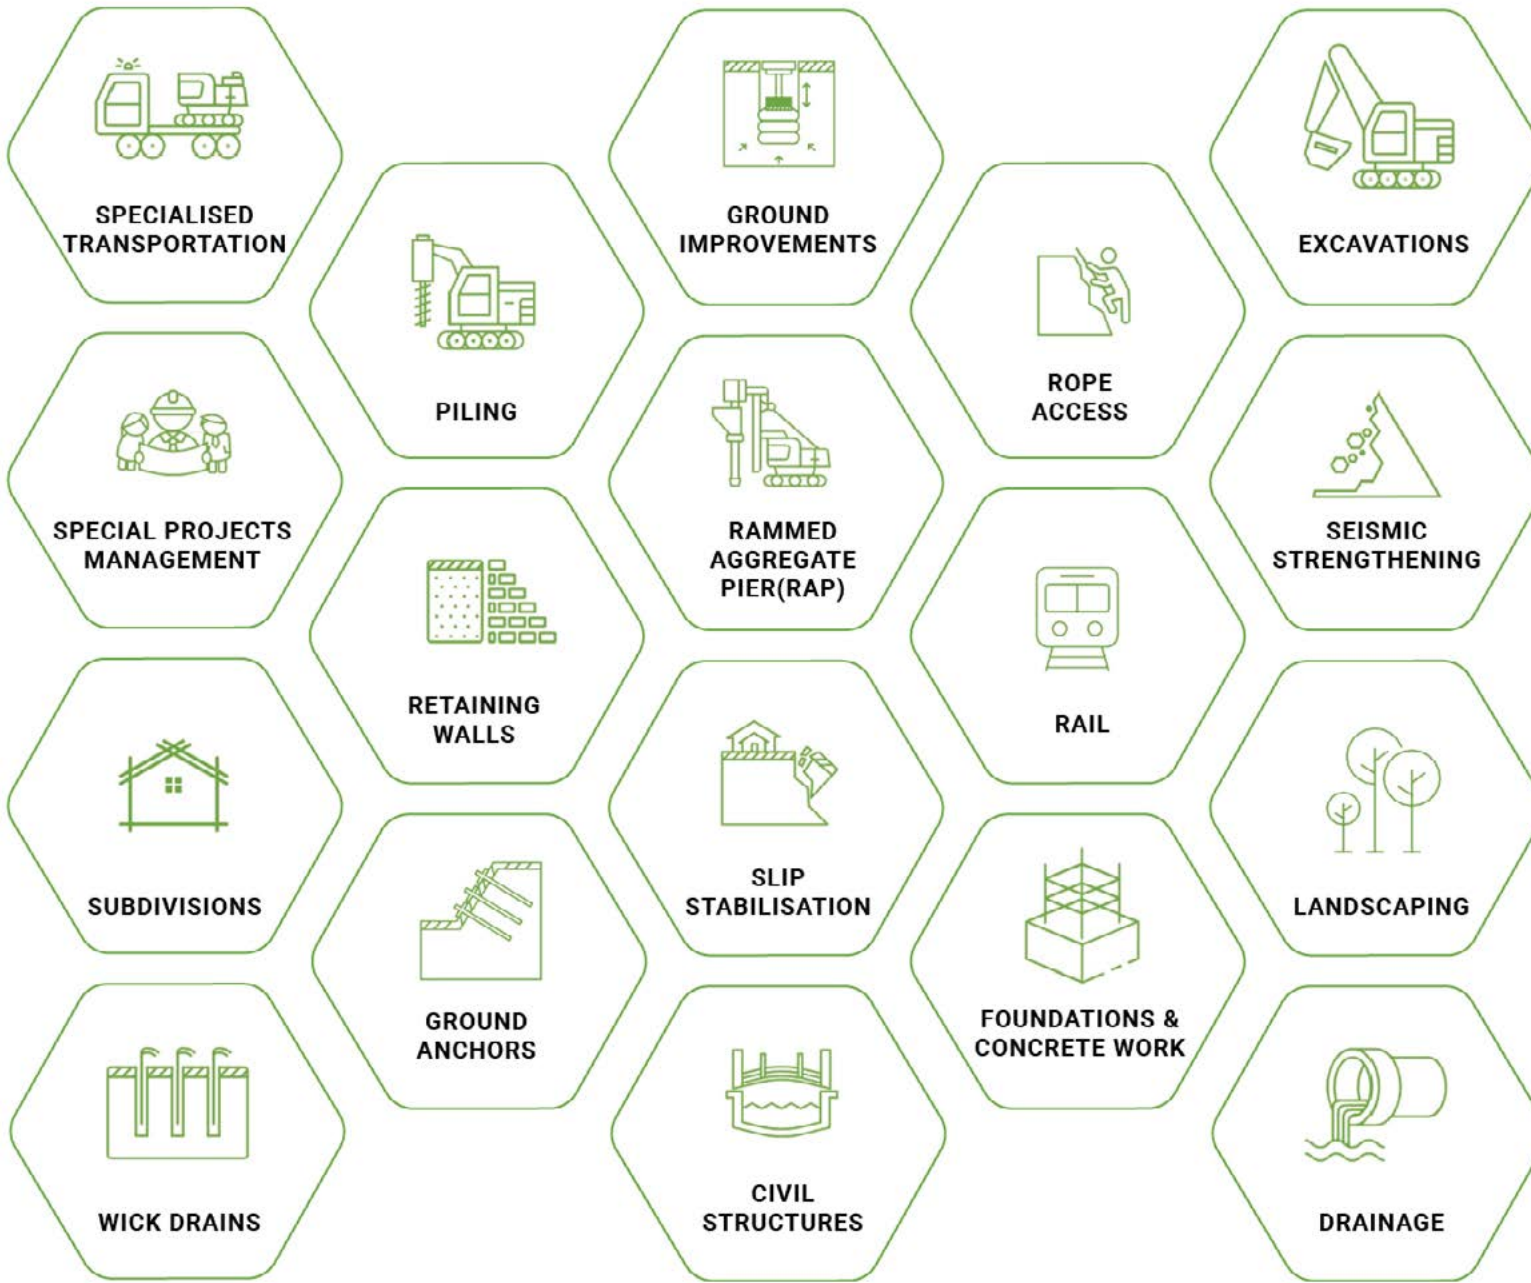 SPECIALISED
TRANSPORTATION
GROUND
IMPROVEMENTS
EXCAVATIONS
PILING
ROPE
ACCESS
SPECIAL PROJECTS
MANAGEMENT
RAMMED
AGGREGATE
PIER(RAP)
SEISMIC
STRENGTHENING
RETAINING
WALLS
RAIL
SUBDIVISIONS
SLIP
STABILISATION
LANDSCAPING
GROUND
ANCHORS
FOUNDATIONS &
CONCRETE WORK
WICK DRAINS
CIVIL
STRUCTURES
DRAINAGE